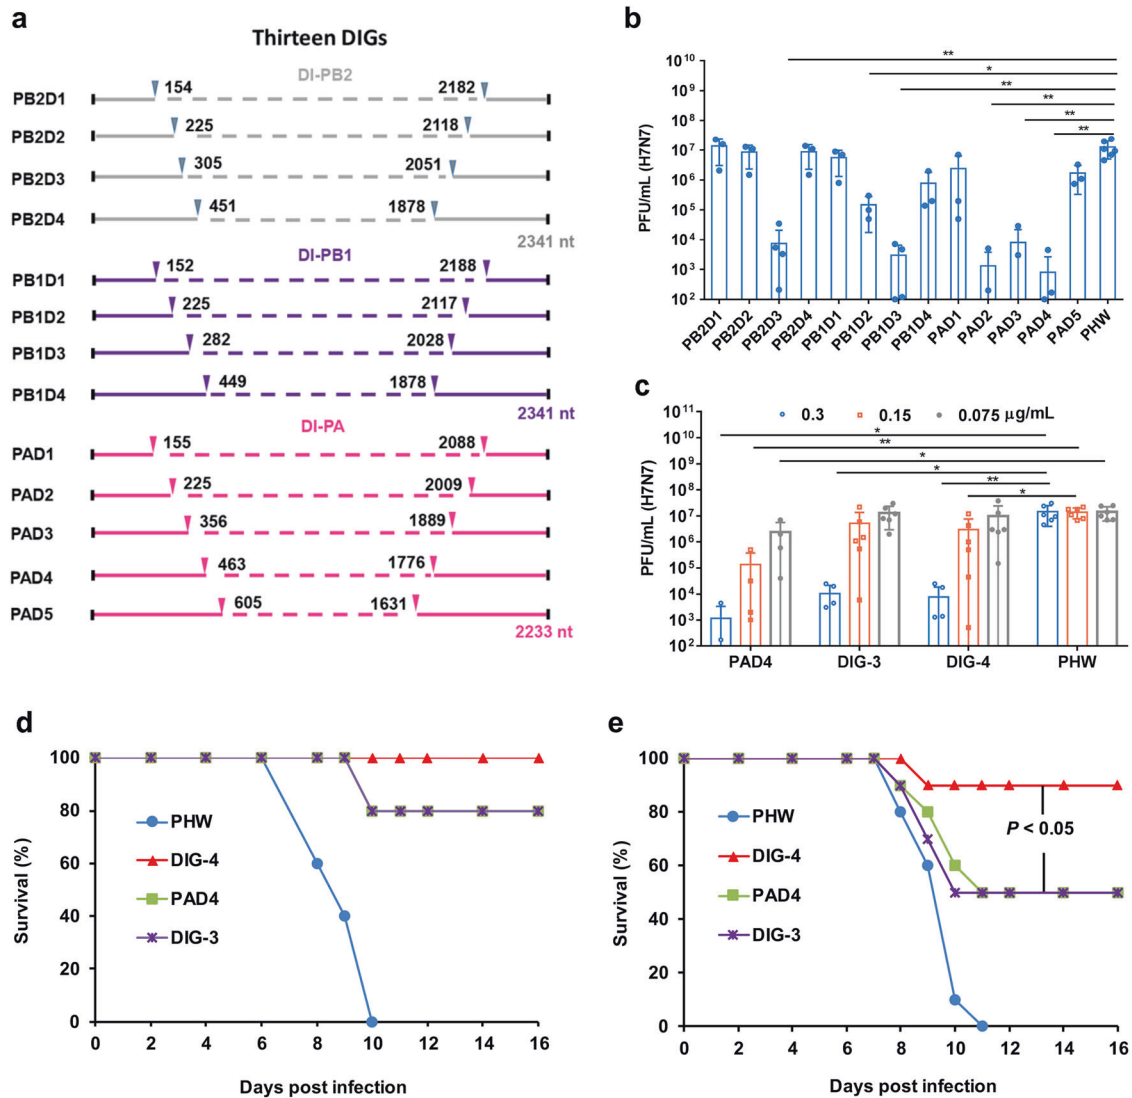 a
Thirteen DIGs
DI-PB2
PB2D1 154 2182
PB2D2 225 2118
PB2D3 305 2051
PB2D4 451 1878
2341 nt
DI-PB1
PB1D1 152 2188
PB1D2 225 2117
PB1D3 282 2028
PB1D4 449 1878
2341 nt
DI-PA
PAD1 155 2088
PAD2 225 2009
PAD3 356 1889
PAD4 463 1776
PAD5 605 1631
2233 nt
b
PFU/mL (H7N7)
10^10
10^9
10^8
10^7
10^6
10^5
10^4
10^3
10^2
**
*
**
**
**
**
PB2D1 PB2D2 PB2D3 PB2D4 PB1D1 PB1D2 PB1D3 PB1D4 PAD1 PAD2 PAD3 PAD4 PAD5 PHW
c
PFU/mL (H7N7)
0.3 0.15 0.075 μg/mL
10^11
10^10
10^9
10^8
10^7
10^6
10^5
10^4
10^3
10^2
*
**
*
*
**
*
PAD4 DIG-3 DIG-4 PHW
d
Survival (%)
100
80
60
40
20
0
PHW
DIG-4
PAD4
DIG-3
0 2 4 6 8 10 12 14 16
Days post infection
e
Survival (%)
100
80
60
40
20
0
PHW
DIG-4
PAD4
DIG-3
P < 0.05
0 2 4 6 8 10 12 14 16
Days post infection